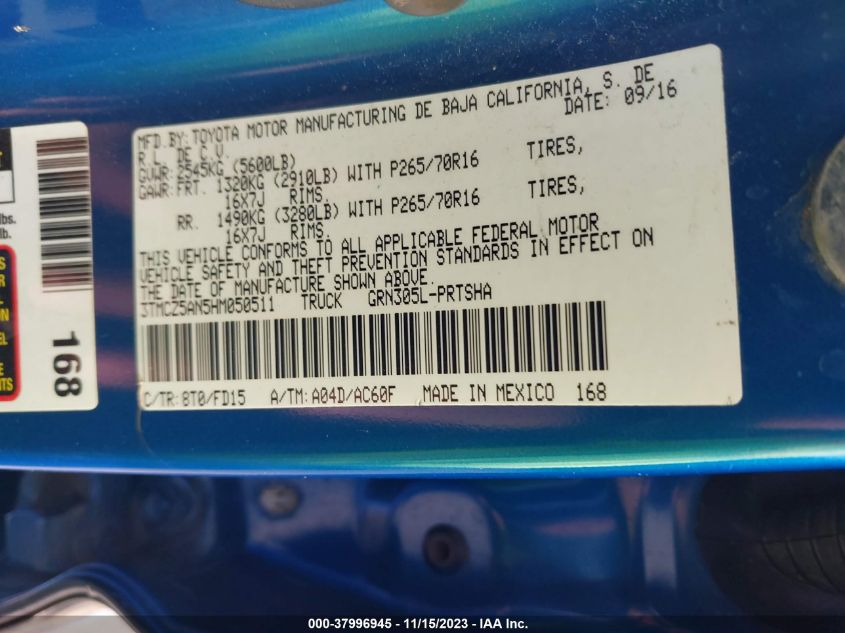 MFD.BY: TOYOTA MOTOR MANUFACTURING DE BAJA CALIFORNIA, S. DE
R L. DE C.V. DATE: 09/16
GVWR: 2545KG (5600LB)
GAWR: FRT. 1320KG (2910LB) WITH P265/70R16 TIRES,
16X7J RIMS.
RR. 1490KG (3280LB) WITH P265/70R16 TIRES,
16X7J RIMS.
THIS VEHICLE CONFORMS TO ALL APPLICABLE FEDERAL MOTOR
VEHICLE SAFETY AND THEFT PREVENTION STANDARDS IN EFFECT ON
THE DATE OF MANUFACTURE SHOWN ABOVE.
3TMCZ5AN5HM050511 TRUCK GRN305L-PRTSHA
C/TR: 8T0/FD15 A/TM: A04D/AC60F MADE IN MEXICO 168
lbs.
lb.
168
000-37996945 - 11/15/2023 - IAA Inc.